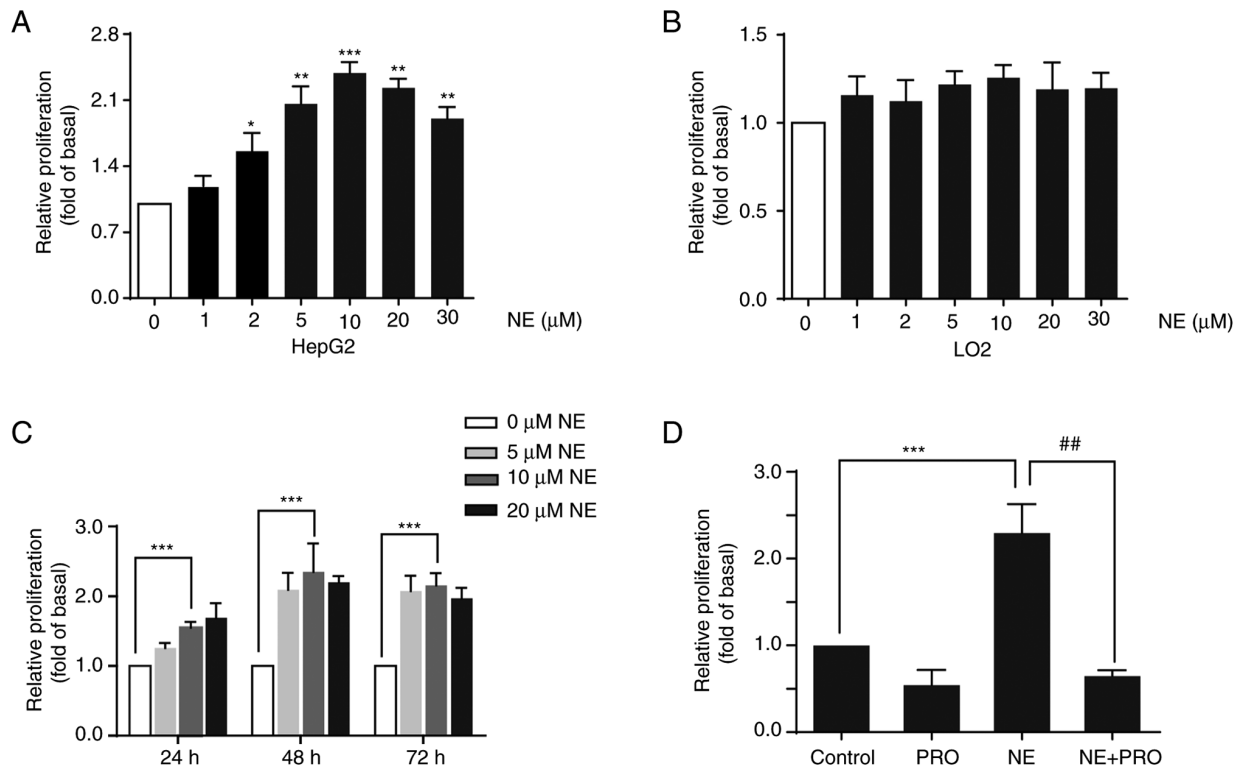 A
Relative proliferation
(fold of basal)
2.8
2.1
1.4
0.7
0.0
*
**
***
**
**
0 1 2 5 10 20 30 NE (μM)
HepG2
B
Relative proliferation
(fold of basal)
1.5
1.0
0.5
0.0
0 1 2 5 10 20 30 NE (μM)
LO2
C
0 μM NE
5 μM NE
10 μM NE
20 μM NE
Relative proliferation
(fold of basal)
3.0
2.0
1.0
0.0
***
***
***
24 h 48 h 72 h
D
Relative proliferation
(fold of basal)
3.0
2.0
1.0
0.0
***
##
Control PRO NE NE+PRO